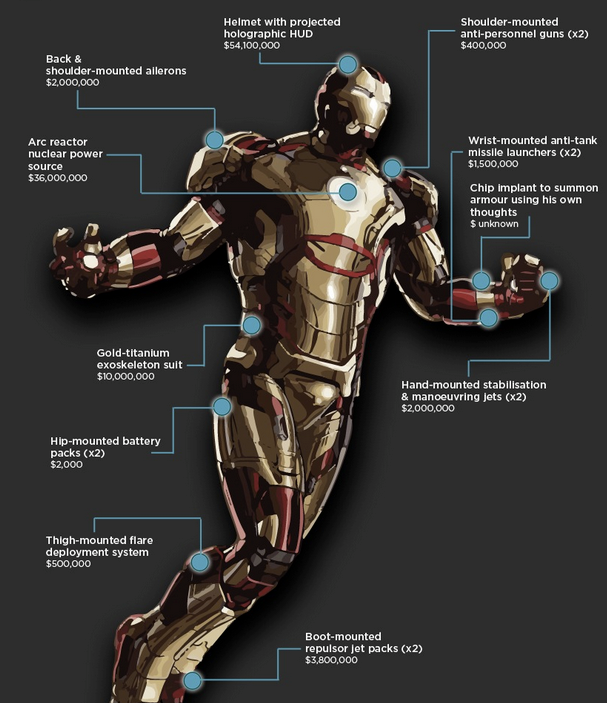 Helmet with projected
holographic HUD
$54,100,000
Shoulder-mounted
anti-personnel guns (x2)
$400,000
Back &
shoulder-mounted ailerons
$2,000,000
Arc reactor
nuclear power
source
$36,000,000
Wrist-mounted anti-tank
missile launchers (x2)
$1,500,000
Chip implant to summon
armour using his own
thoughts
$ unknown
Gold-titanium
exoskeleton suit
$10,000,000
Hand-mounted stabilisation
& manoeuvring jets (x2)
$2,000,000
Hip-mounted battery
packs (x2)
$2,000
Thigh-mounted flare
deployment system
$500,000
Boot-mounted
repulsor jet packs (x2)
$3,800,000